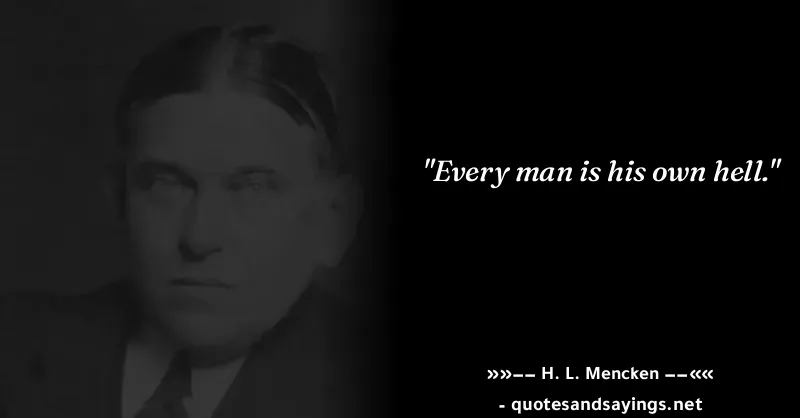 "Every man is his own hell."
»»–– H. L. Mencken ––««
- quotesandsayings.net